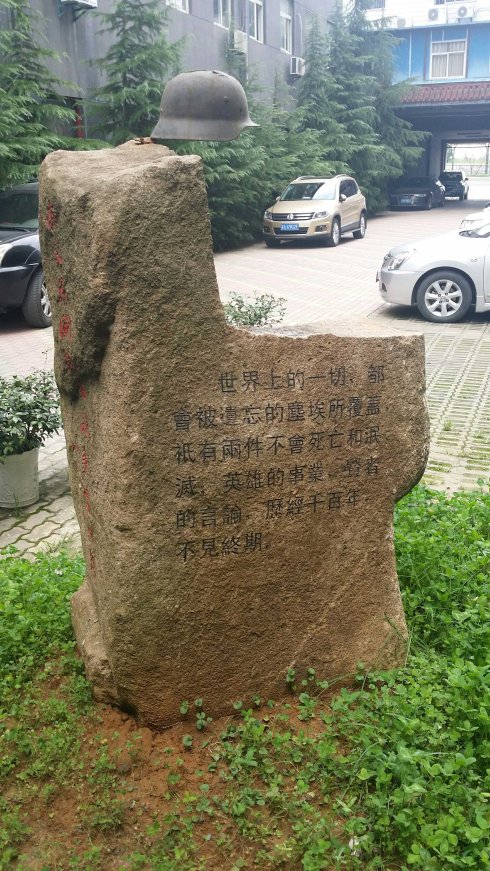 世界上的一切，都
會被遺忘的塵埃所覆蓋
祇有兩件不會死亡和泯
滅，英雄的事業，智者
的言論，歷經千百年，
不見終期。